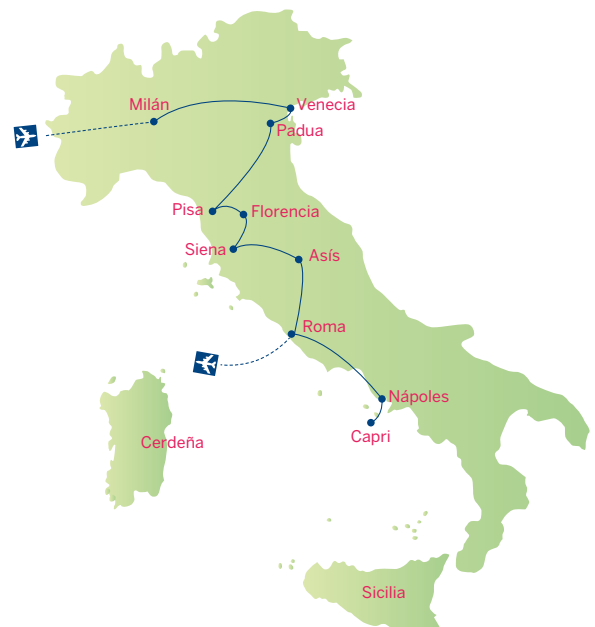 Milán
Venecia
Padua
Pisa
Florencia
Siena
Asís
Roma
Nápoles
Capri
Cerdeña
Sicilia